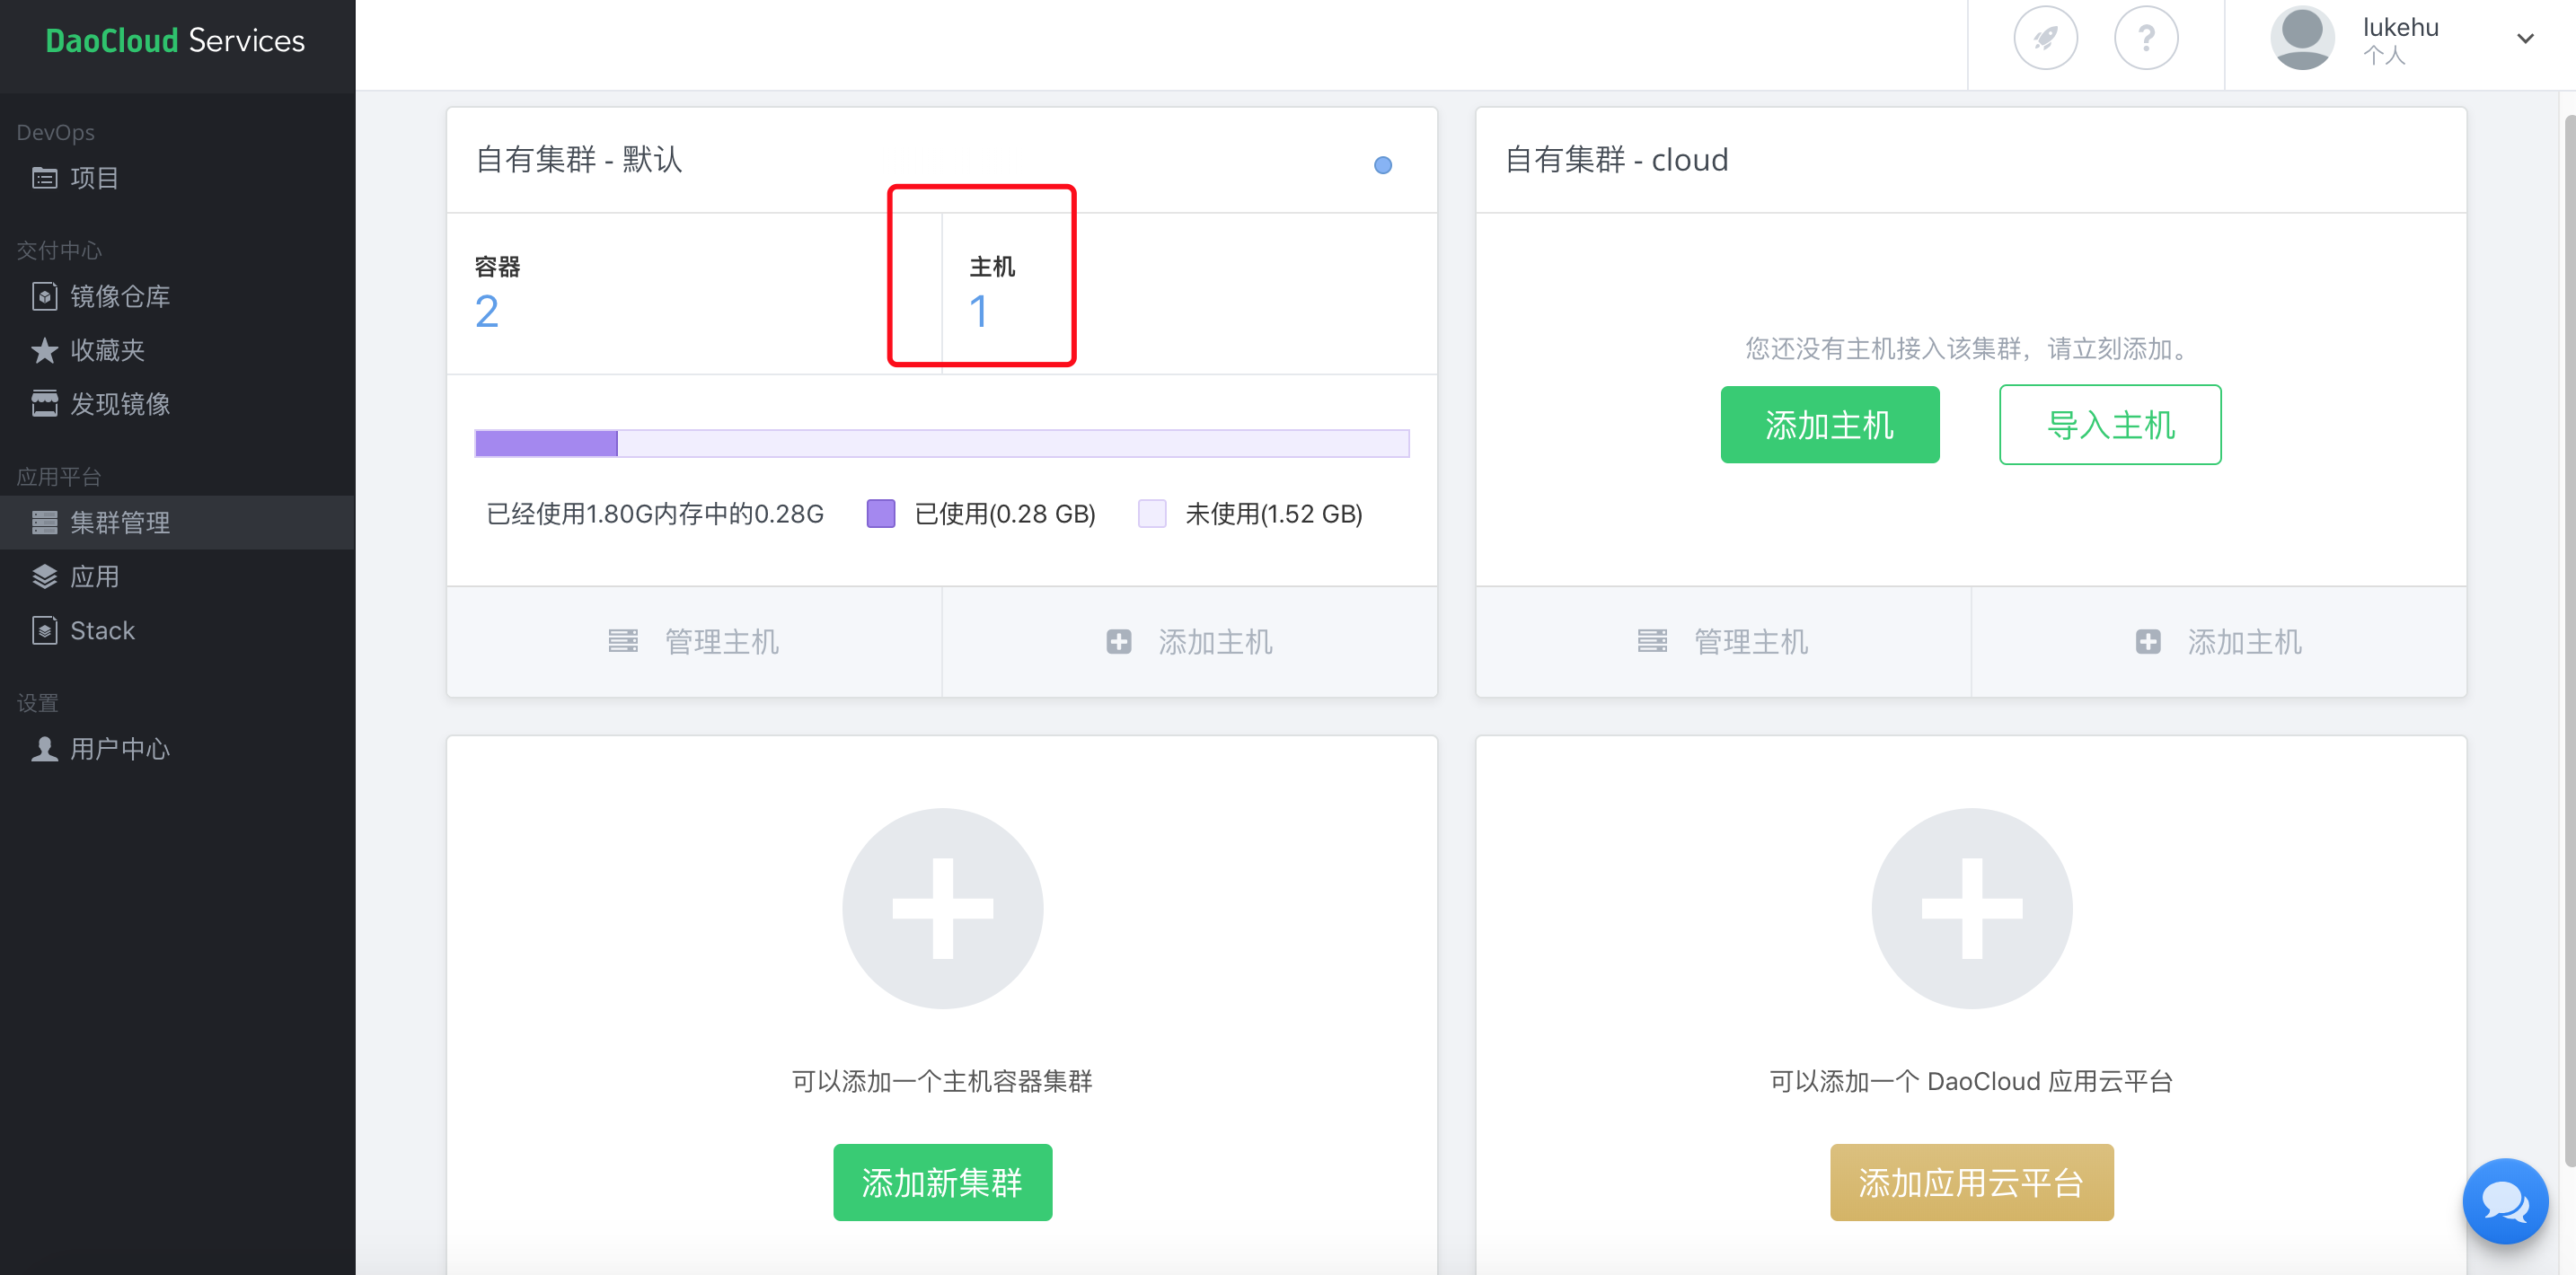 DaoCloud Services
lukehu
个人
DevOps
项目
交付中心
镜像仓库
收藏夹
发现镜像
应用平台
集群管理
应用
Stack
设置
用户中心
自有集群 - 默认
容器
2
主机
1
已经使用1.80G内存中的0.28G 已使用(0.28 GB) 未使用(1.52 GB)
管理主机 添加主机
自有集群 - cloud
您还没有主机接入该集群，请立刻添加。
添加主机 导入主机
管理主机 添加主机
可以添加一个主机容器集群
添加新集群
可以添加一个 DaoCloud 应用云平台
添加应用云平台